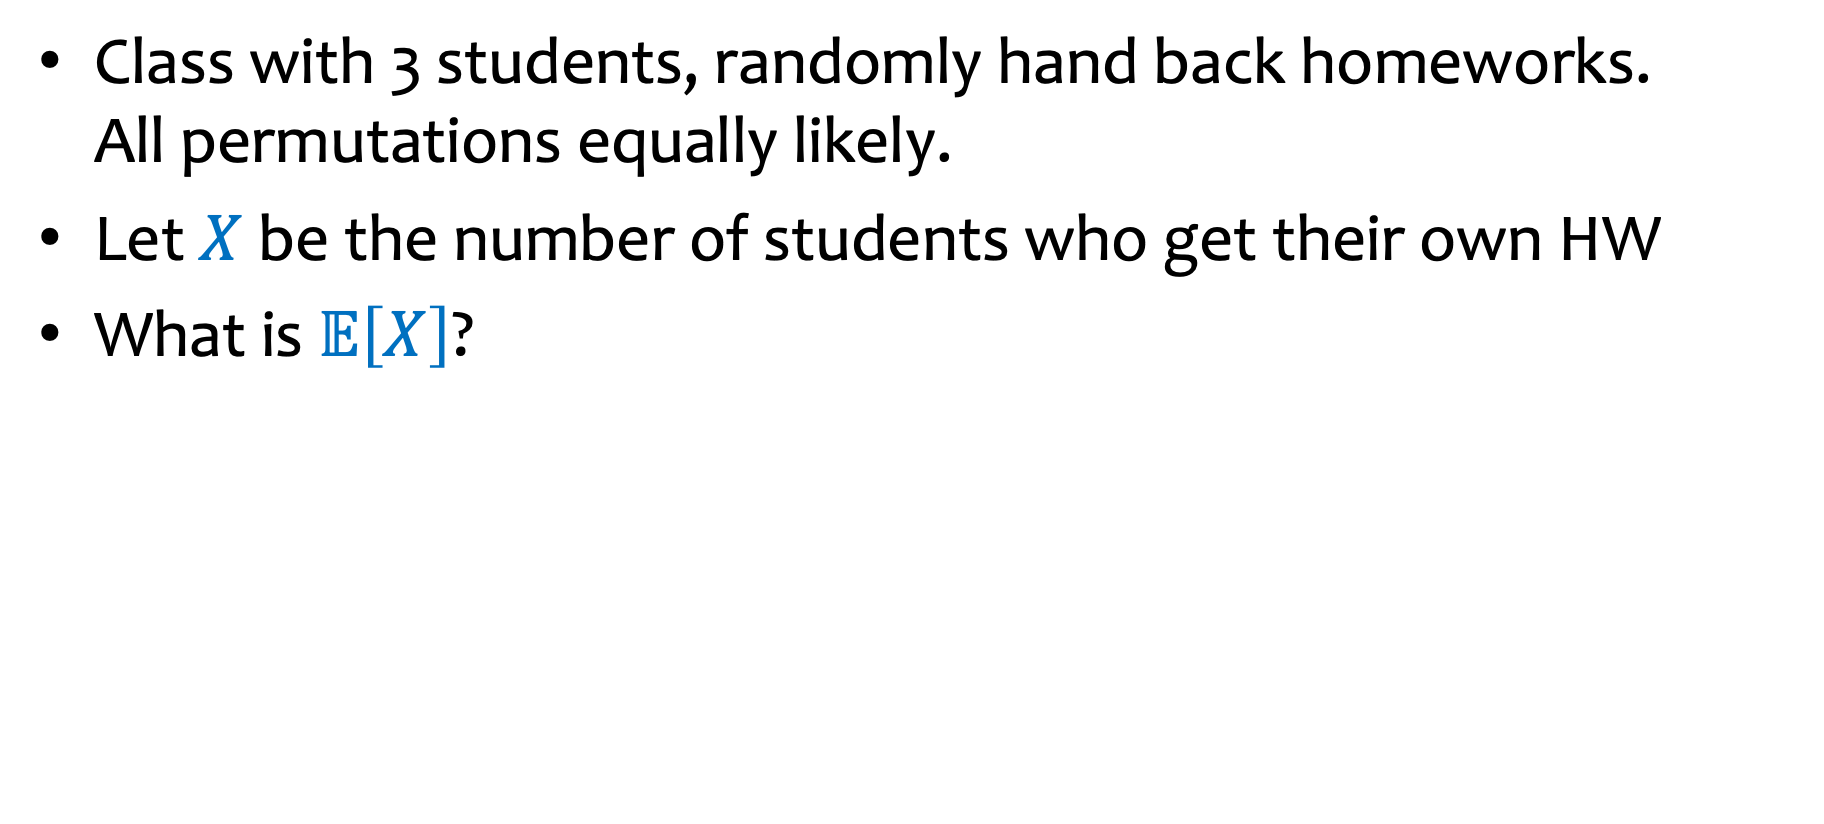 • Class with 3 students, randomly hand back homeworks.
All permutations equally likely.
• Let 𝑋 be the number of students who get their own HW
• What is 𝔼[𝑋]?